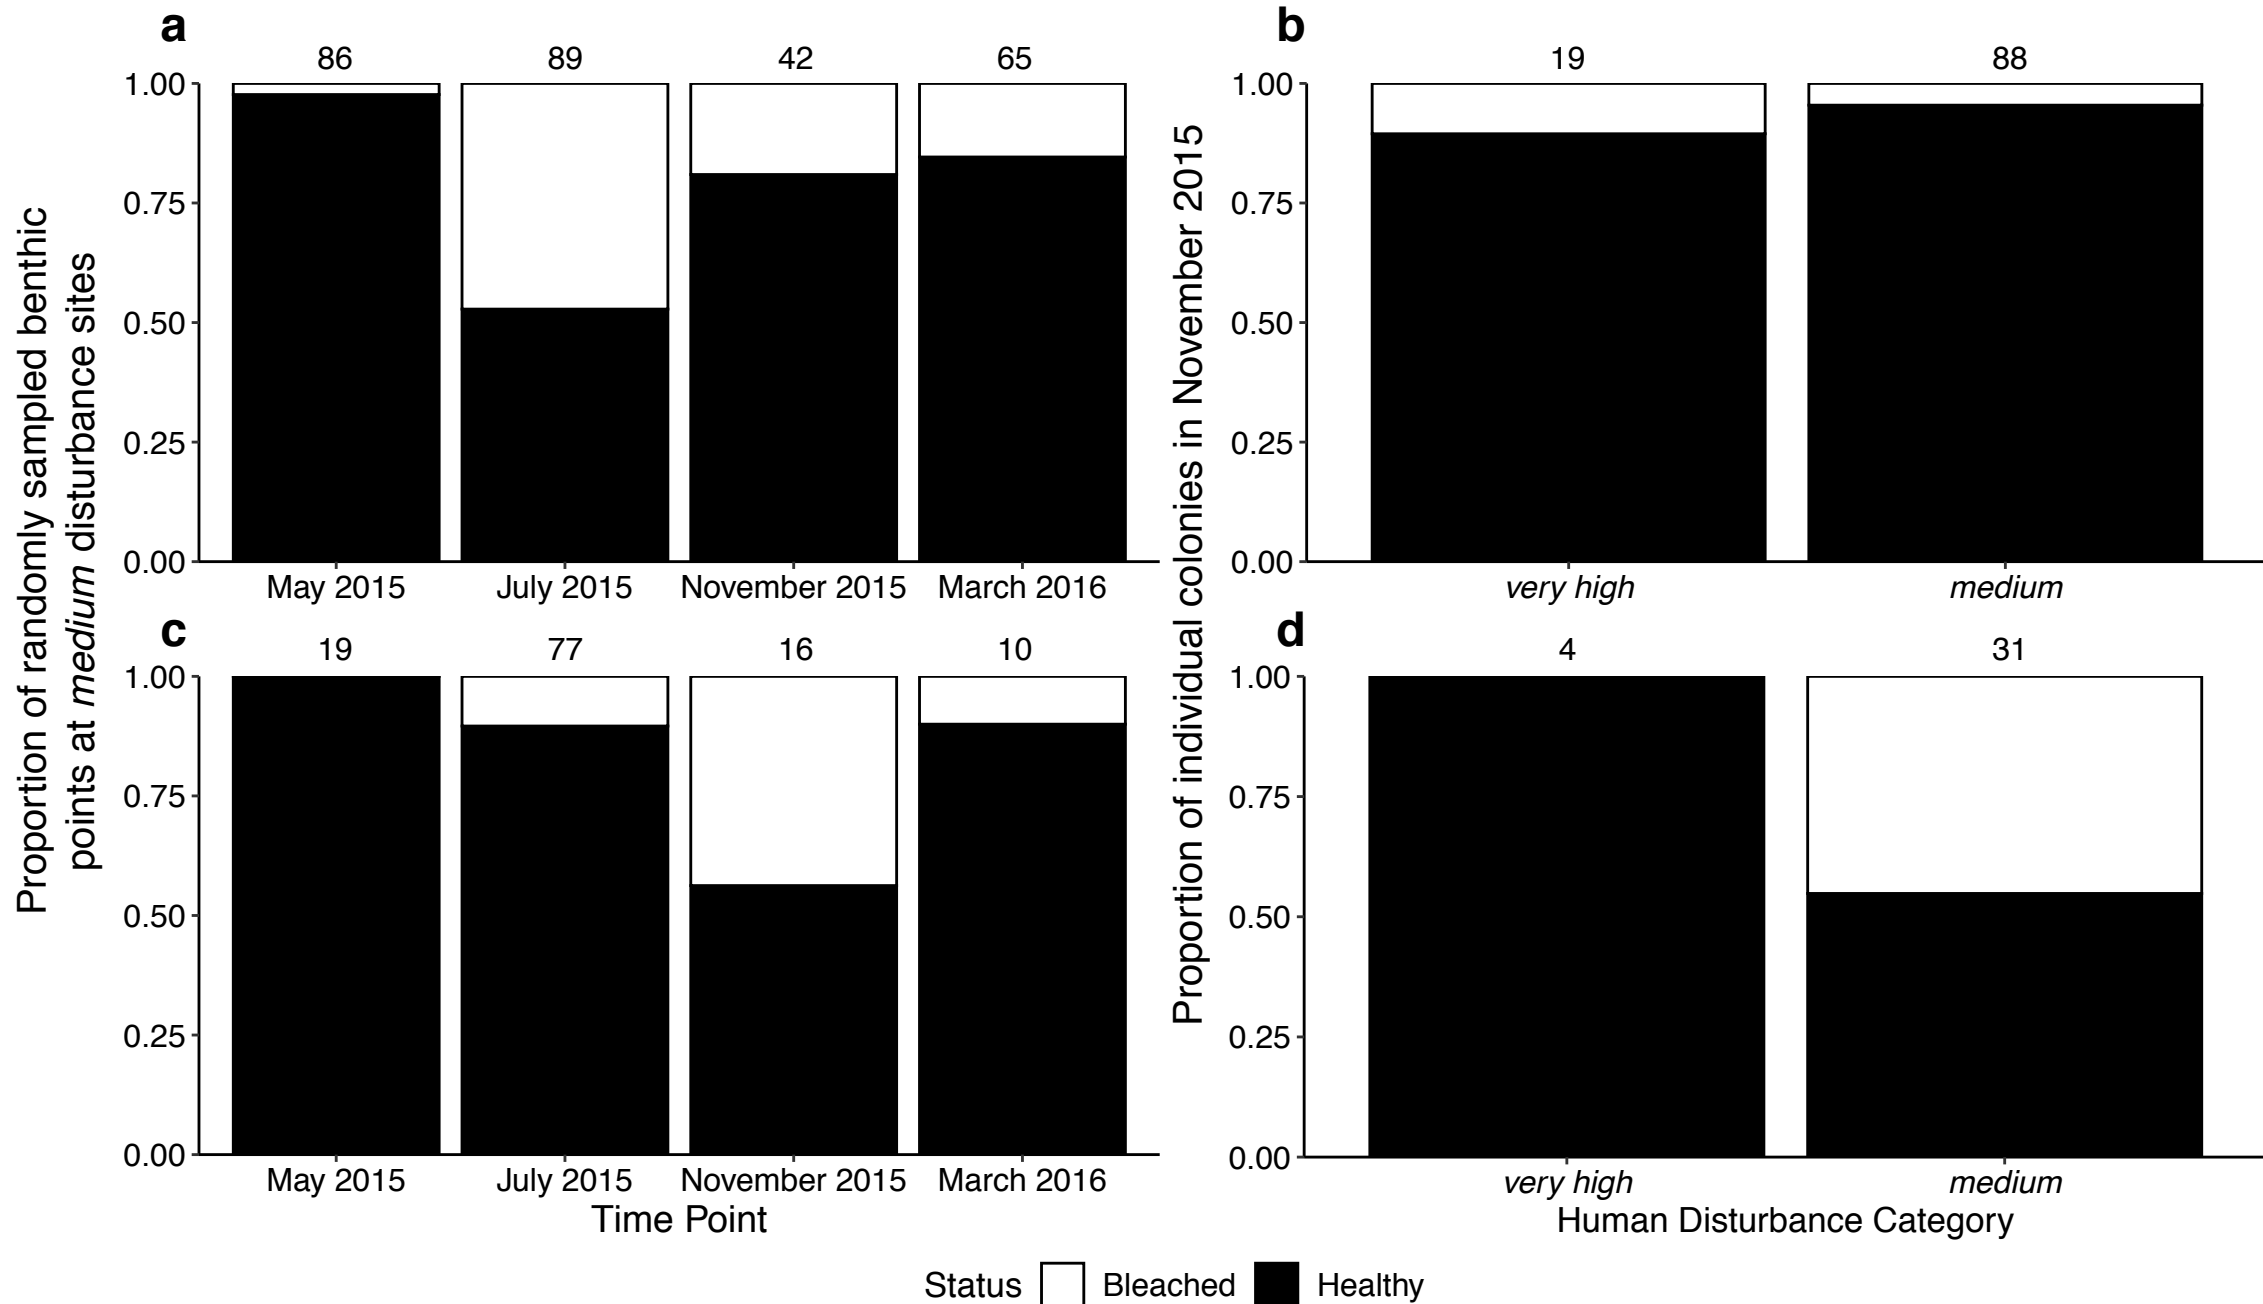 a
86 89 42 65
1.00
0.75
0.50
0.25
0.00
May 2015 July 2015 November 2015 March 2016
b
19 88
1.00
0.75
0.50
0.25
0.00
very high medium
c
19 77 16 10
1.00
0.75
0.50
0.25
0.00
May 2015 July 2015 November 2015 March 2016
Time Point
d
4 31
1.00
0.75
0.50
0.25
0.00
very high medium
Human Disturbance Category
Proportion of randomly sampled benthic
points at medium disturbance sites
Proportion of individual colonies in November 2015
Status Bleached Healthy